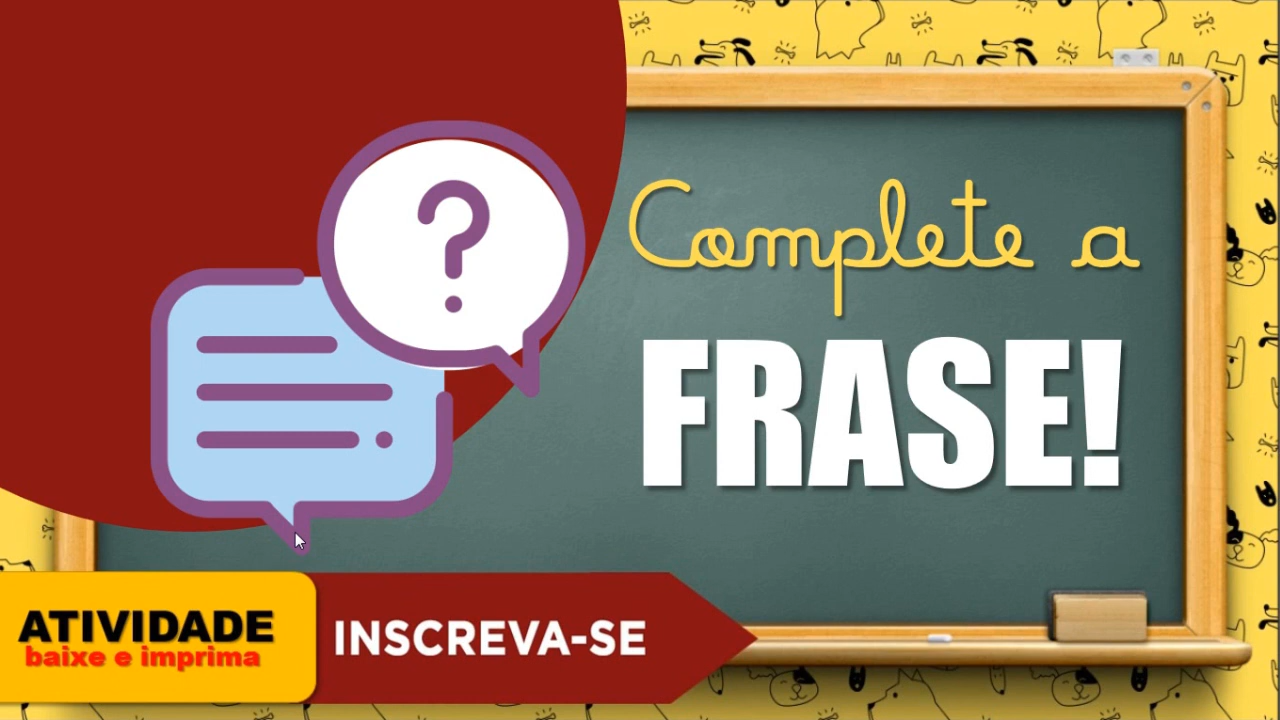 Complete a
FRASE!
ATIVIDADE
baixe e imprima
INSCREVA-SE